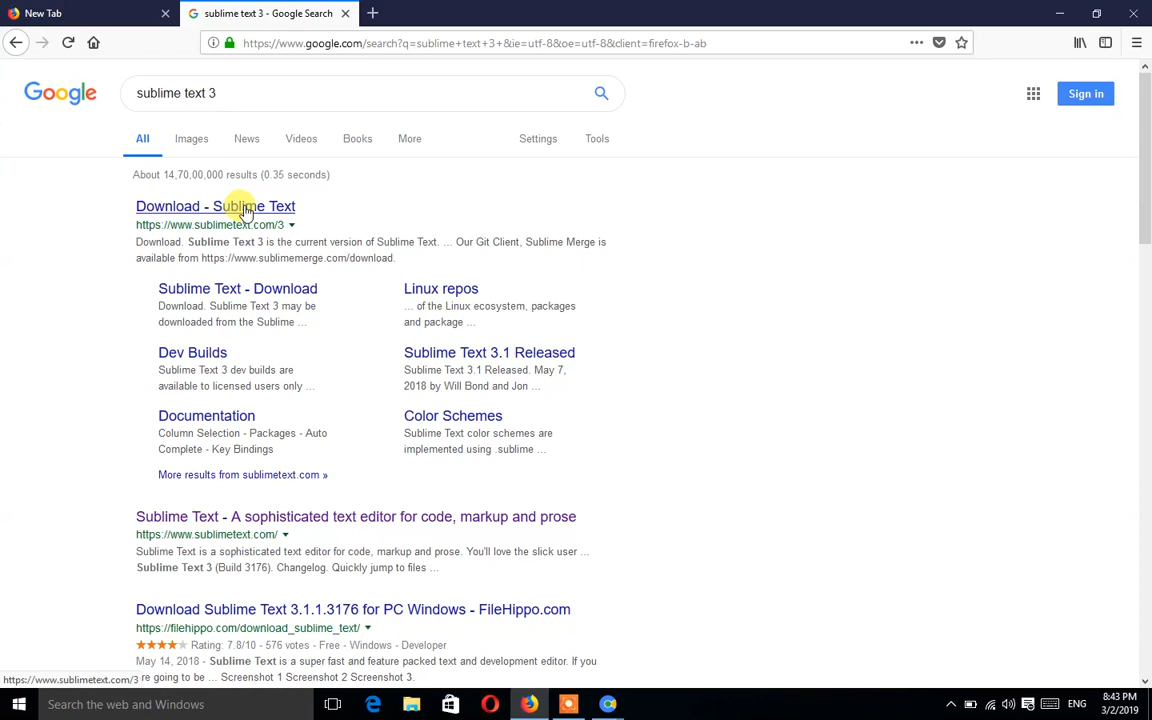 New Tab
sublime text 3 - Google Search
https://www.google.com/search?q=sublime+text+3+&ie=utf-8&oe=utf-8&client=firefox-b-ab
Google
sublime text 3
Sign in
All Images News Videos Books More Settings Tools
About 14,70,00,000 results (0.35 seconds)
Download - Sublime Text
https://www.sublimetext.com/3
Download. Sublime Text 3 is the current version of Sublime Text. ... Our Git Client, Sublime Merge is
available from https://www.sublimemerge.com/download.
Sublime Text - Download
Sublime Text 3 may be
Download. Sublime Text 3 may be
downloaded from the Sublime ...
Linux repos
... of the Linux ecosystem, packages
and package ...
Dev Builds
Sublime Text 3 dev builds are
available to licensed users only ...
Sublime Text 3.1 Released
Sublime Text 3.1 Released. May 7,
2018 by Will Bond and Jon ...
Documentation
Column Selection - Packages - Auto
Complete - Key Bindings
Color Schemes
Sublime Text color schemes are
implemented using .sublime ...
More results from sublimetext.com »
Sublime Text - A sophisticated text editor for code, markup and prose
https://www.sublimetext.com/
Sublime Text is a sophisticated text editor for code, markup and prose. You'll love the slick user ...
Sublime Text 3 (Build 3176). Changelog. Quickly jump to files ...
Download Sublime Text 3.1.1.3176 for PC Windows - FileHippo.com
https://filehippo.com/download_sublime_text/
Rating: 7.8/10 - 576 votes - Free - Windows - Developer
May 14, 2018 - Sublime Text is a super fast and feature packed text and development editor. If you
https://www.sublimetext.com/3
re going to be ... Screenshot 1 Screenshot 2 Screenshot 3.
Search the web and Windows
ENG
8:43 PM
3/2/2019